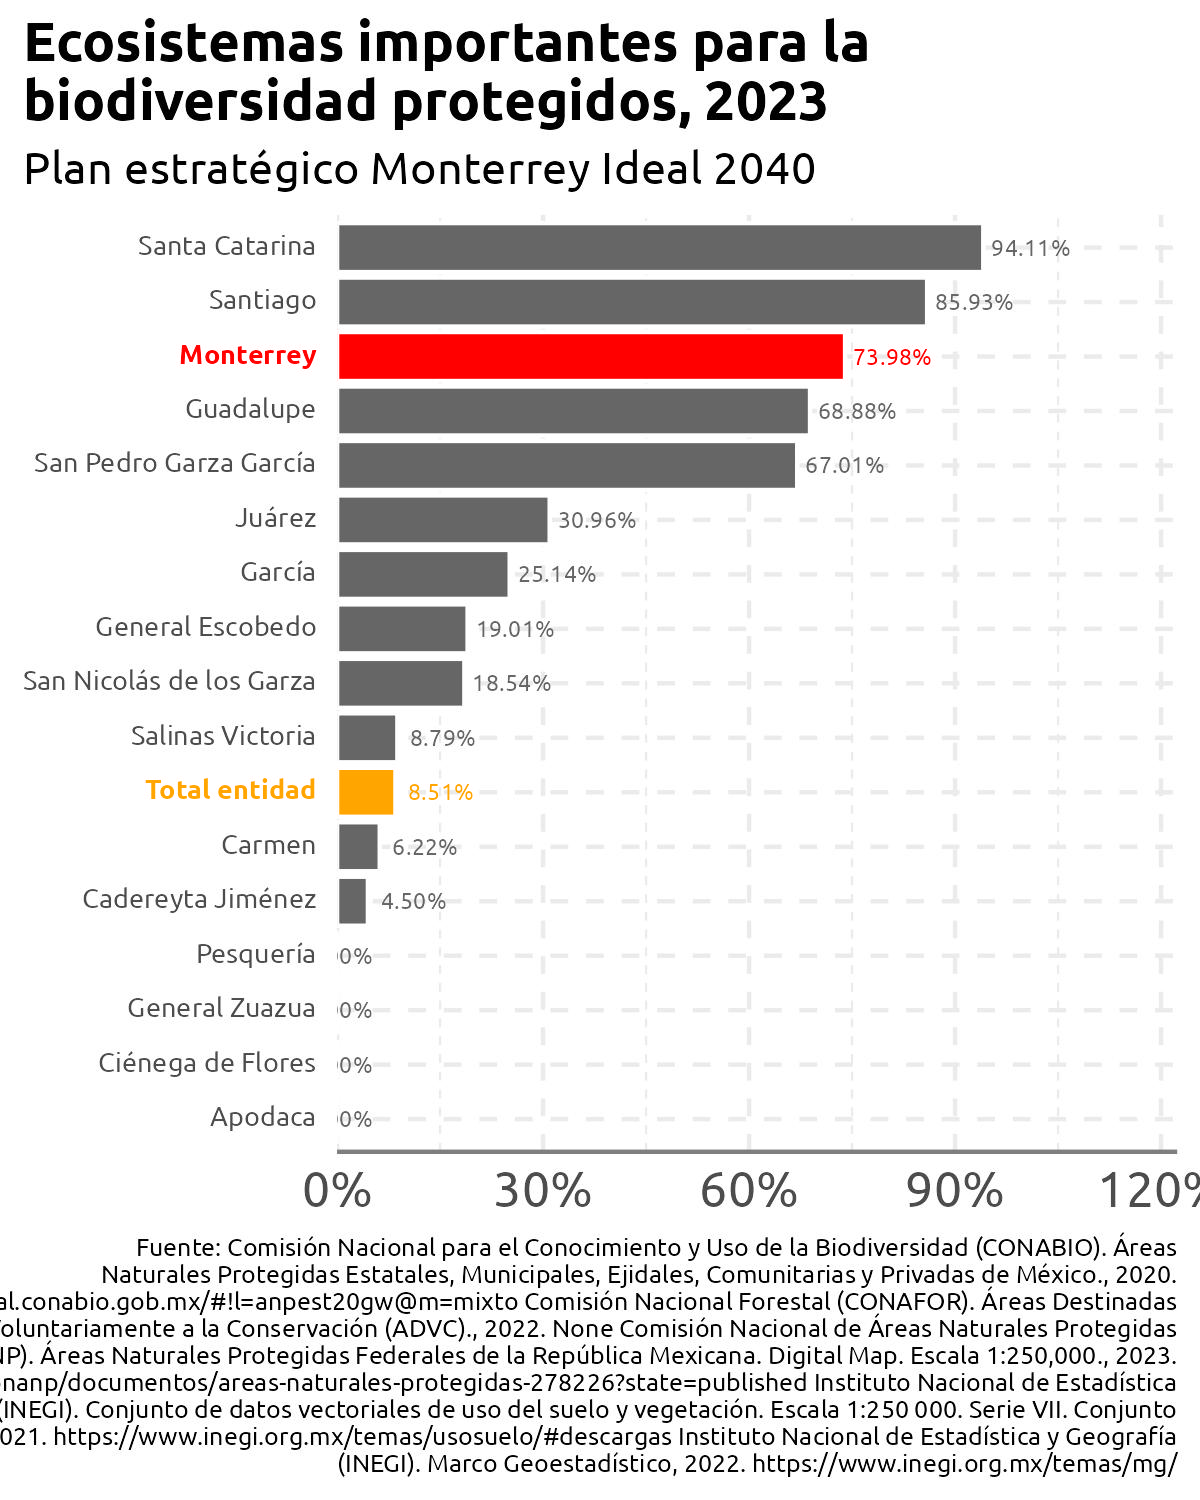 Ecosistemas importantes para la
biodiversidad protegidos, 2023
Plan estratégico Monterrey Ideal 2040
Santa Catarina 94.11%
Santiago 85.93%
Monterrey 73.98%
Guadalupe 68.88%
San Pedro Garza García 67.01%
Juárez 30.96%
García 25.14%
General Escobedo 19.01%
San Nicolás de los Garza 18.54%
Salinas Victoria 8.79%
Total entidad 8.51%
Carmen 6.22%
Cadereyta Jiménez 4.50%
Pesquería 0%
General Zuazua 0%
Ciénega de Flores 0%
Apodaca 0%
0% 30% 60% 90% 120%
Fuente: Comisión Nacional para el Conocimiento y Uso de la Biodiversidad (CONABIO). Áreas
Naturales Protegidas Estatales, Municipales, Ejidales, Comunitarias y Privadas de México., 2020.
al.conabio.gob.mx/#!l=anpest20gw@m=mixto Comisión Nacional Forestal (CONAFOR). Áreas Destinadas
Voluntariamente a la Conservación (ADVC)., 2022. None Comisión Nacional de Áreas Naturales Protegidas
NP). Áreas Naturales Protegidas Federales de la República Mexicana. Digital Map. Escala 1:250,000., 2023.
onanp/documentos/areas-naturales-protegidas-278226?state=published Instituto Nacional de Estadística
(INEGI). Conjunto de datos vectoriales de uso del suelo y vegetación. Escala 1:250 000. Serie VII. Conjunto
021. https://www.inegi.org.mx/temas/usosuelo/#descargas Instituto Nacional de Estadística y Geografía
(INEGI). Marco Geoestadístico, 2022. https://www.inegi.org.mx/temas/mg/